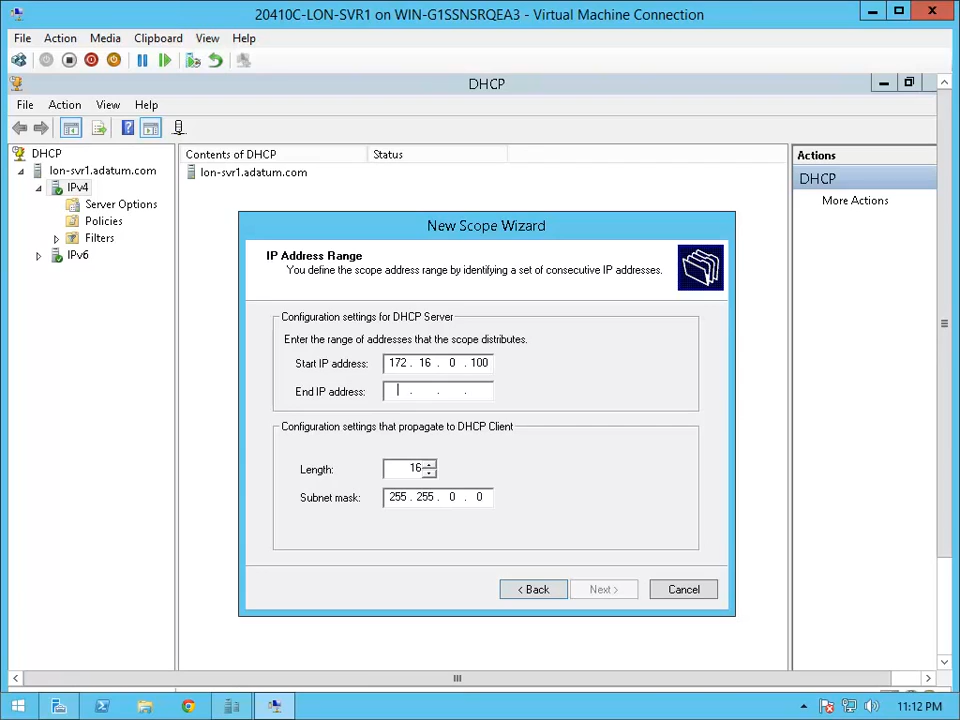 20410C-LON-SVR1 on WIN-G1SSNSRQEA3 - Virtual Machine Connection
File Action Media Clipboard View Help
DHCP
File Action View Help
DHCP
lon-svr1.adatum.com
IPv4
Server Options
Policies
Filters
IPv6
Contents of DHCP Status
lon-svr1.adatum.com
Actions
DHCP
More Actions
New Scope Wizard
IP Address Range
You define the scope address range by identifying a set of consecutive IP addresses.
Configuration settings for DHCP Server
Enter the range of addresses that the scope distributes.
Start IP address: 172 . 16 . 0 . 100
End IP address: . . .
Configuration settings that propagate to DHCP Client
Length: 16
Subnet mask: 255 . 255 . 0 . 0
< Back Next > Cancel
11:12 PM